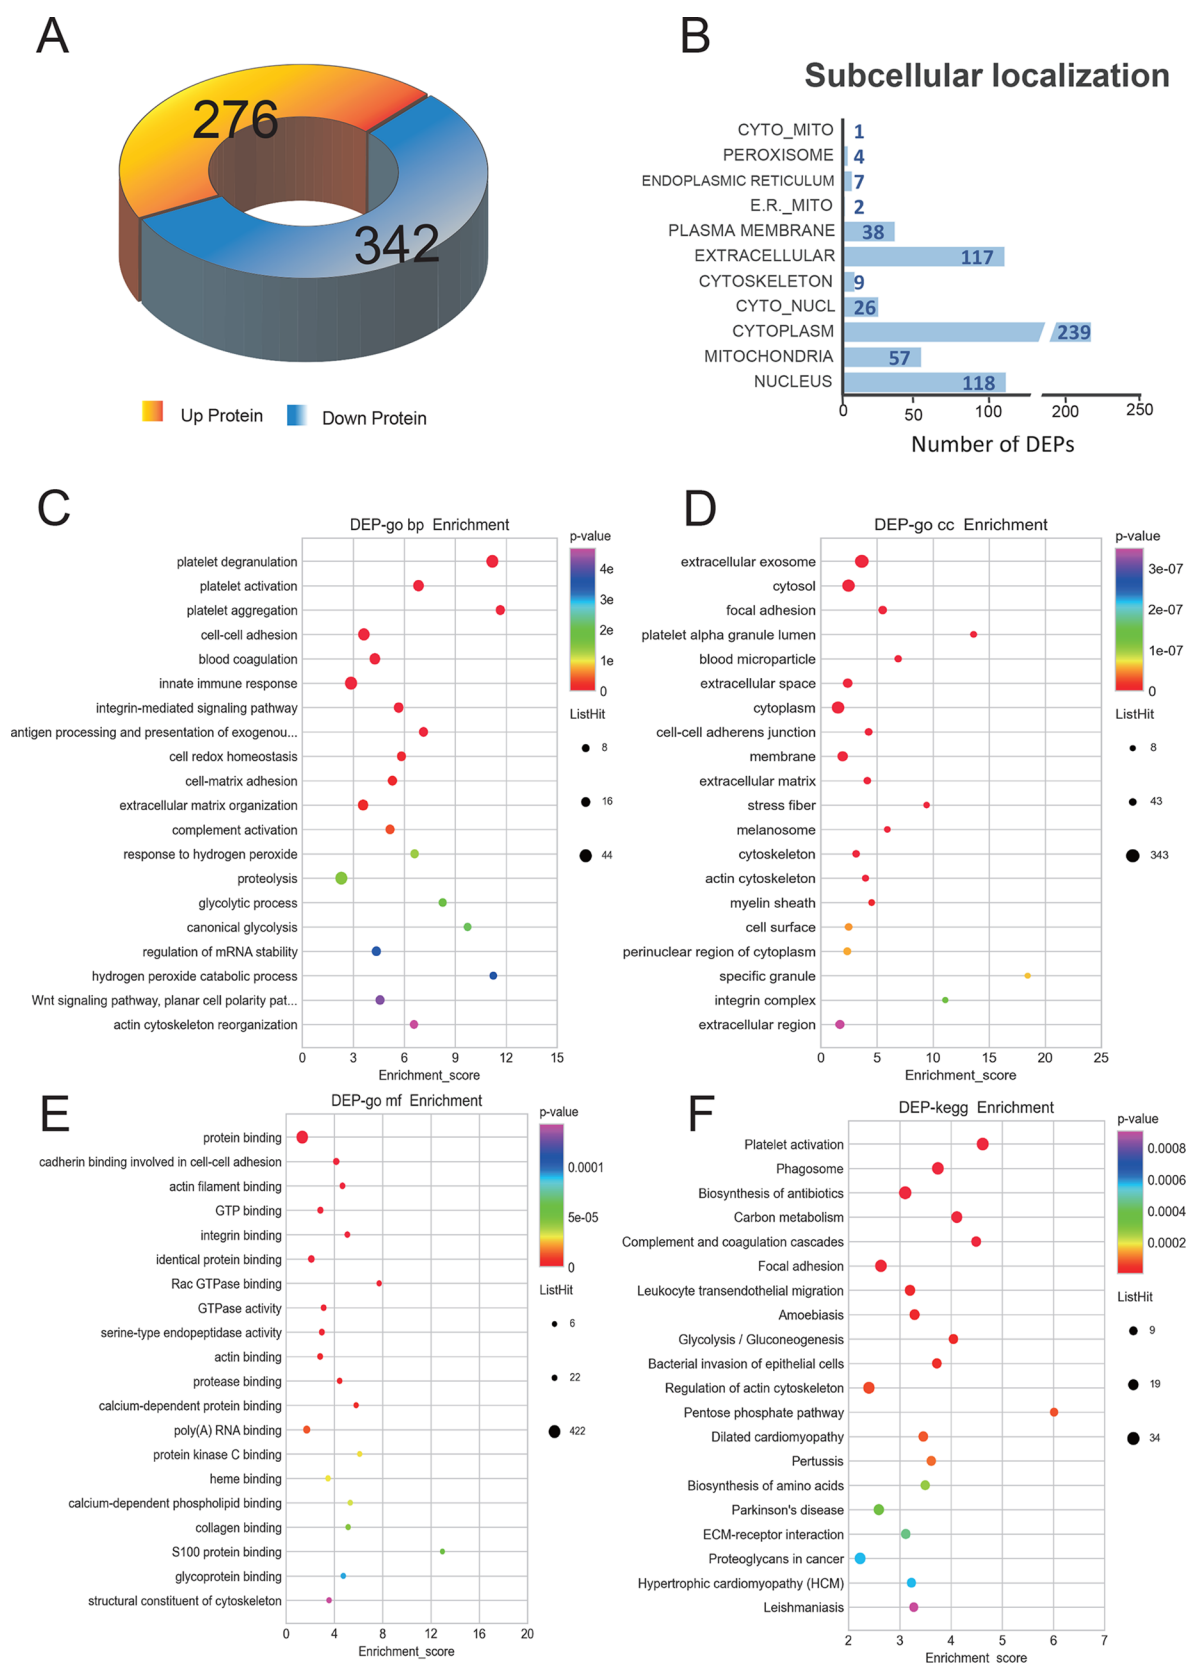 A
276
342
Up Protein
Down Protein
B
Subcellular localization
CYTO_MITO 1
PEROXISOME 4
ENDOPLASMIC RETICULUM 7
E.R._MITO 2
PLASMA MEMBRANE 38
EXTRACELLULAR 117
CYTOSKELETON 9
CYTO_NUCL 26
CYTOPLASM 239
MITOCHONDRIA 57
NUCLEUS 118
0 50 100 200 250
Number of DEPs
C
DEP-go bp Enrichment
platelet degranulation
platelet activation
platelet aggregation
cell-cell adhesion
blood coagulation
innate immune response
integrin-mediated signaling pathway
antigen processing and presentation of exogenou...
cell redox homeostasis
cell-matrix adhesion
extracellular matrix organization
complement activation
response to hydrogen peroxide
proteolysis
glycolytic process
canonical glycolysis
regulation of mRNA stability
hydrogen peroxide catabolic process
Wnt signaling pathway, planar cell polarity pat...
actin cytoskeleton reorganization
0 3 6 9 12 15
Enrichment_score
p-value
4e
3e
2e
1e
0
ListHit
8
16
44
D
DEP-go cc Enrichment
extracellular exosome
cytosol
focal adhesion
platelet alpha granule lumen
blood microparticle
extracellular space
cytoplasm
cell-cell adherens junction
membrane
extracellular matrix
stress fiber
melanosome
cytoskeleton
actin cytoskeleton
myelin sheath
cell surface
perinuclear region of cytoplasm
specific granule
integrin complex
extracellular region
0 5 10 15 20 25
Enrichment_score
p-value
3e-07
2e-07
1e-07
0
ListHit
8
43
343
E
DEP-go mf Enrichment
protein binding
cadherin binding involved in cell-cell adhesion
actin filament binding
GTP binding
integrin binding
identical protein binding
Rac GTPase binding
GTPase activity
serine-type endopeptidase activity
actin binding
protease binding
calcium-dependent protein binding
poly(A) RNA binding
protein kinase C binding
heme binding
calcium-dependent phospholipid binding
collagen binding
S100 protein binding
glycoprotein binding
structural constituent of cytoskeleton
0 4 8 12 16 20
Enrichment_score
p-value
0.0001
5e-05
0
ListHit
6
22
422
F
DEP-kegg Enrichment
Platelet activation
Phagosome
Biosynthesis of antibiotics
Carbon metabolism
Complement and coagulation cascades
Focal adhesion
Leukocyte transendothelial migration
Amoebiasis
Glycolysis / Gluconeogenesis
Bacterial invasion of epithelial cells
Regulation of actin cytoskeleton
Pentose phosphate pathway
Dilated cardiomyopathy
Pertussis
Biosynthesis of amino acids
Parkinson's disease
ECM-receptor interaction
Proteoglycans in cancer
Hypertrophic cardiomyopathy (HCM)
Leishmaniasis
2 3 4 5 6 7
Enrichment_score
p-value
0.0008
0.0006
0.0004
0.0002
ListHit
9
19
34